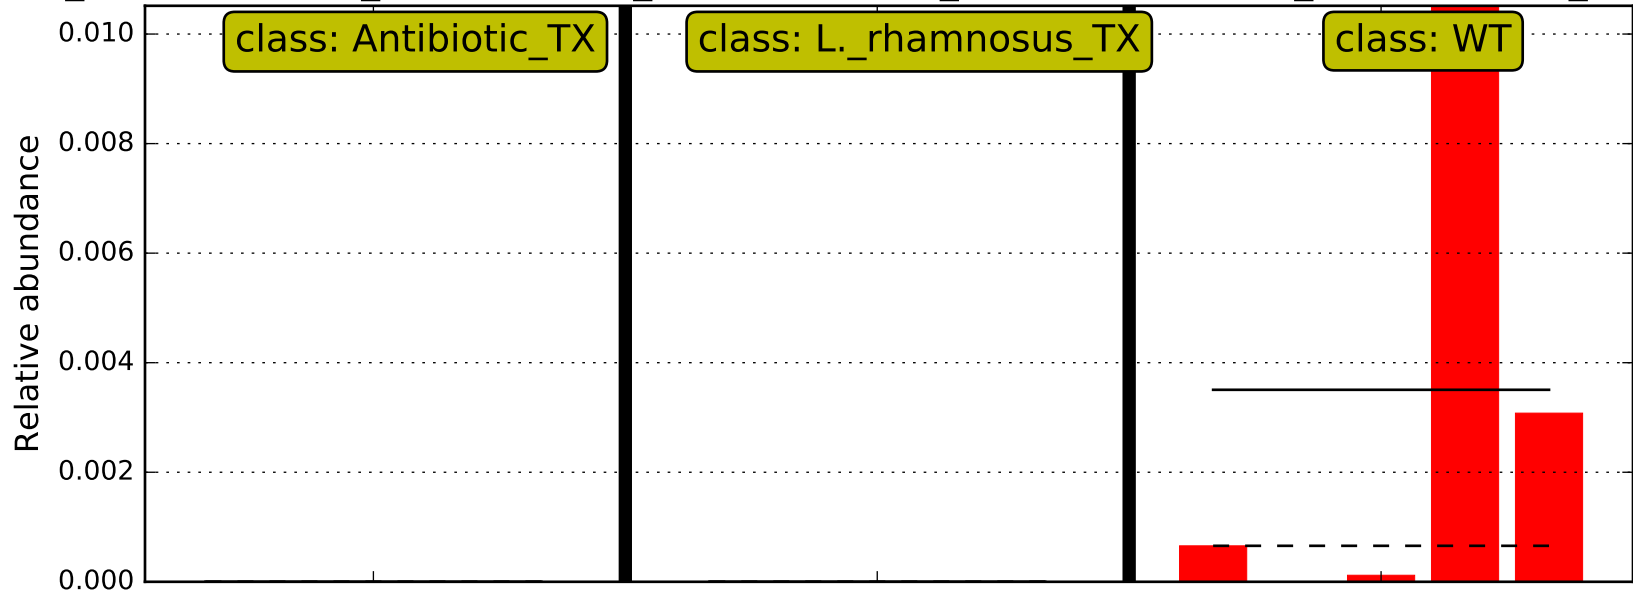 class: Antibiotic_TX
class: L._rhamnosus_TX
class: WT
Relative abundance
0.010
0.008
0.006
0.004
0.002
0.000